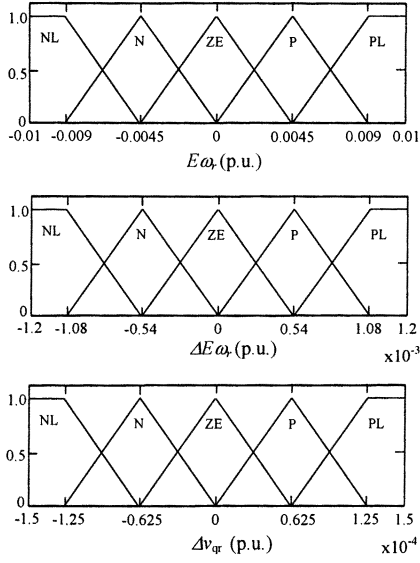 1.0
NL N ZE P PL
0.5
0
-0.01 -0.009 -0.0045 0 0.0045 0.009 0.01
Eωr (p.u.)
1.0
NL N ZE P PL
0.5
0
-1.2 -1.08 -0.54 0 0.54 1.08 1.2
ΔEωr (p.u.) x10⁻³
1.0
NL N ZE P PL
0.5
0
-1.5 -1.25 -0.625 0 0.625 1.25 1.5
Δvqr (p.u.) x10⁻⁴